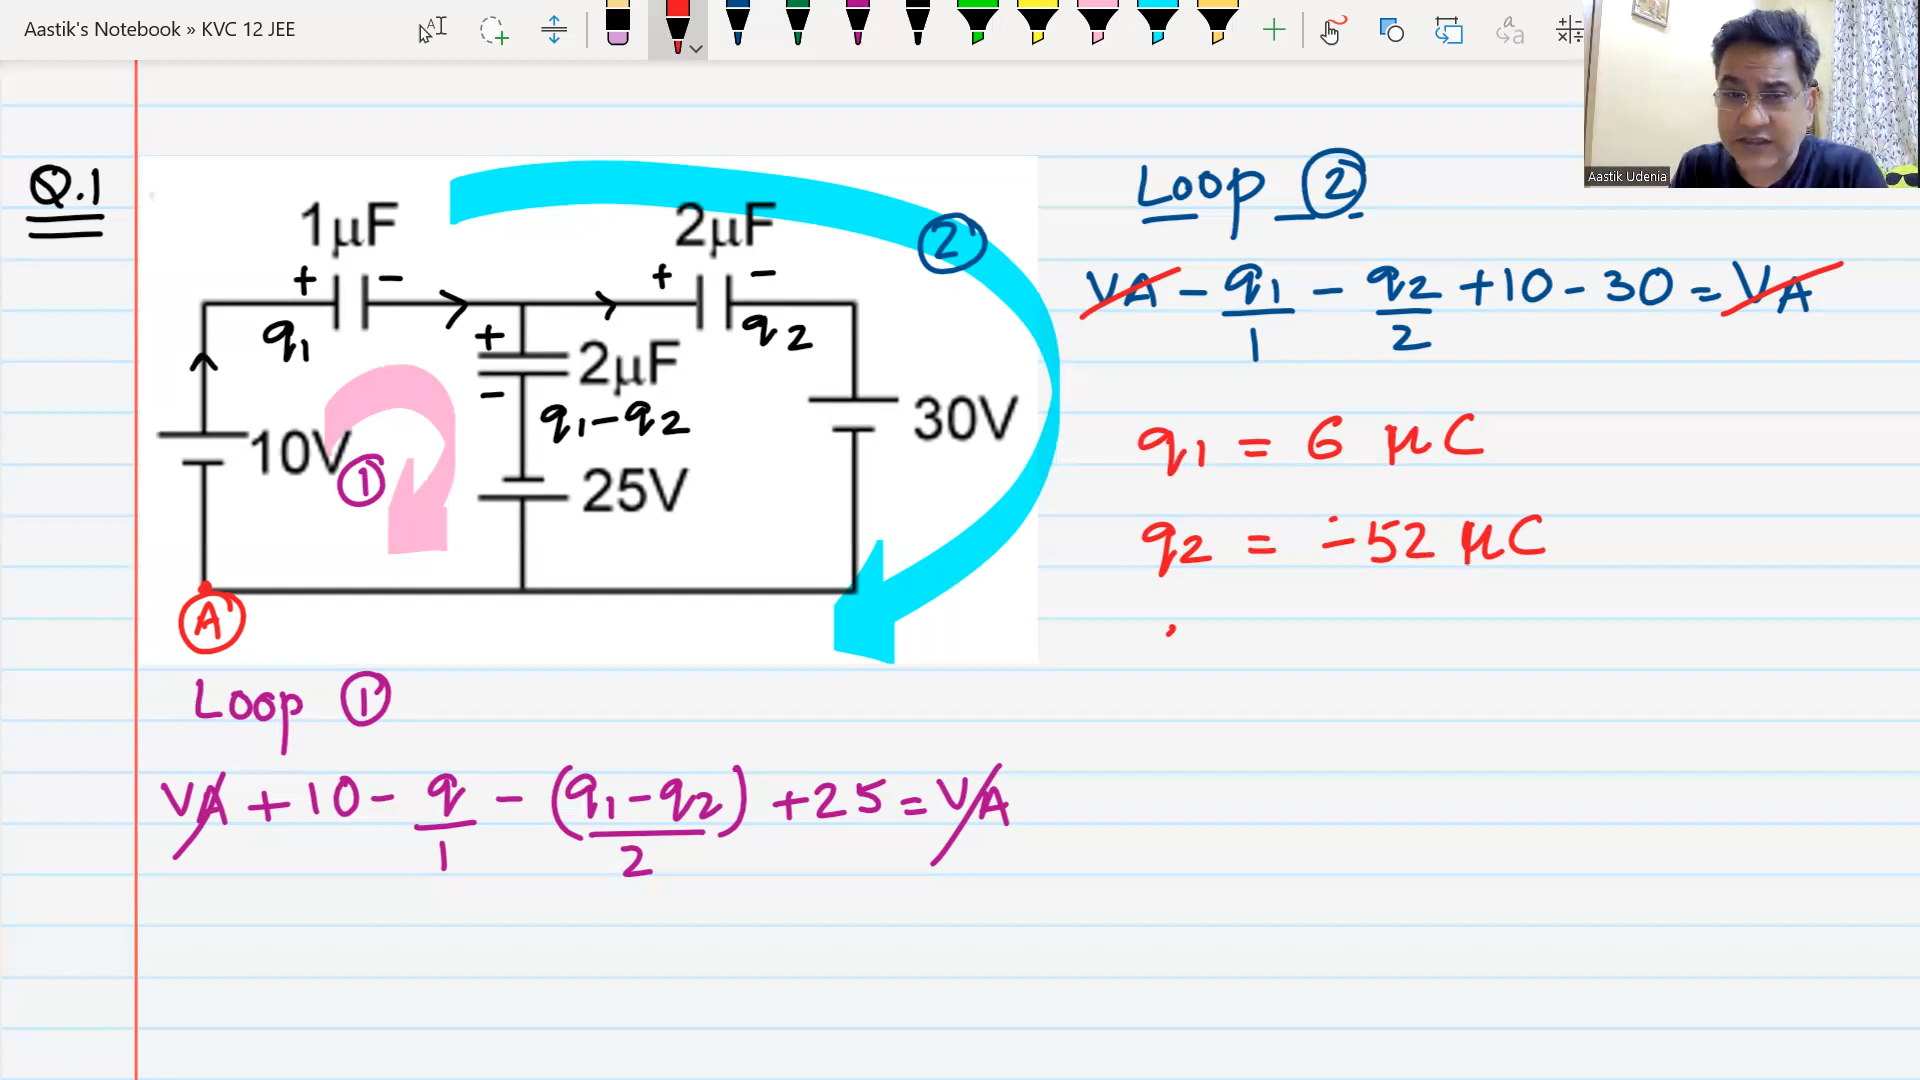 Aastik's Notebook » KVC 12 JEE
Aastik Udenia
Q.1
1μF
2μF
+ -
+ -
q1
q2
+
2μF
-
q1-q2
10V
25V
30V
1
2
A
Loop 1
VA + 10 - q/1 - (q1-q2)/2 + 25 = VA
Loop 2
VA - q1/1 - q2/2 + 10 - 30 = VA
q1 = 6 μC
q2 = -52 μC